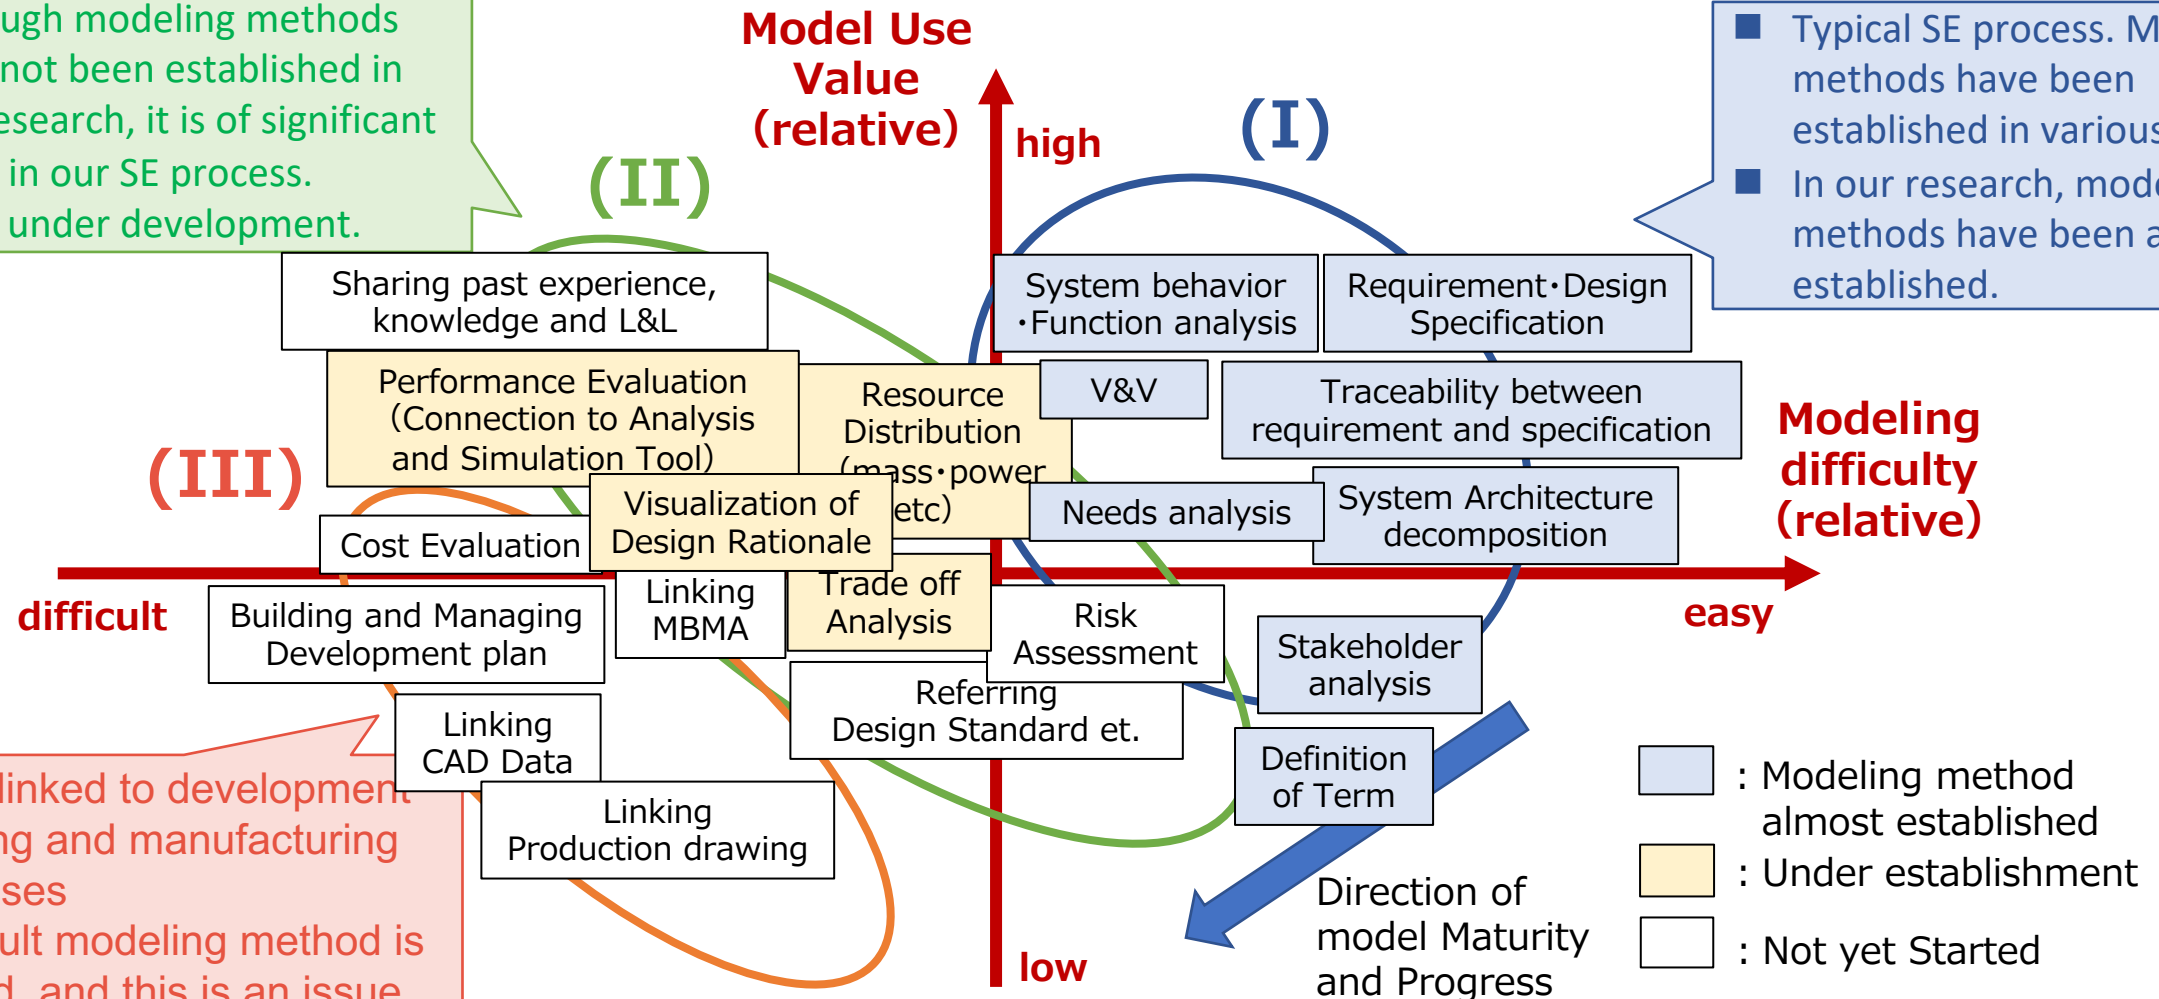 ugh modeling methods
not been established in
esearch, it is of significant
in our SE process.
under development.
Model Use
Value
(relative)
high
(I)
(II)
(III)
■ Typical SE process. M
methods have been
established in various
■ In our research, mod
methods have been a
established.
Sharing past experience,
knowledge and L&L
System behavior
・Function analysis
Requirement・Design
Specification
Performance Evaluation
(Connection to Analysis
and Simulation Tool)
Resource
Distribution
(mass・power
etc)
V&V
Traceability between
requirement and specification
Modeling
difficulty
(relative)
Visualization of
Design Rationale
Needs analysis
System Architecture
decomposition
Cost Evaluation
difficult
easy
Building and Managing
Development plan
Linking
MBMA
Trade off
Analysis
Risk
Assessment
Stakeholder
analysis
Referring
Design Standard et.
Linking
CAD Data
Definition
of Term
Linking
Production drawing
linked to development
ng and manufacturing
ses
ult modeling method is
d, and this is an issue
low
Direction of
model Maturity
and Progress
: Modeling method
almost established
: Under establishment
: Not yet Started